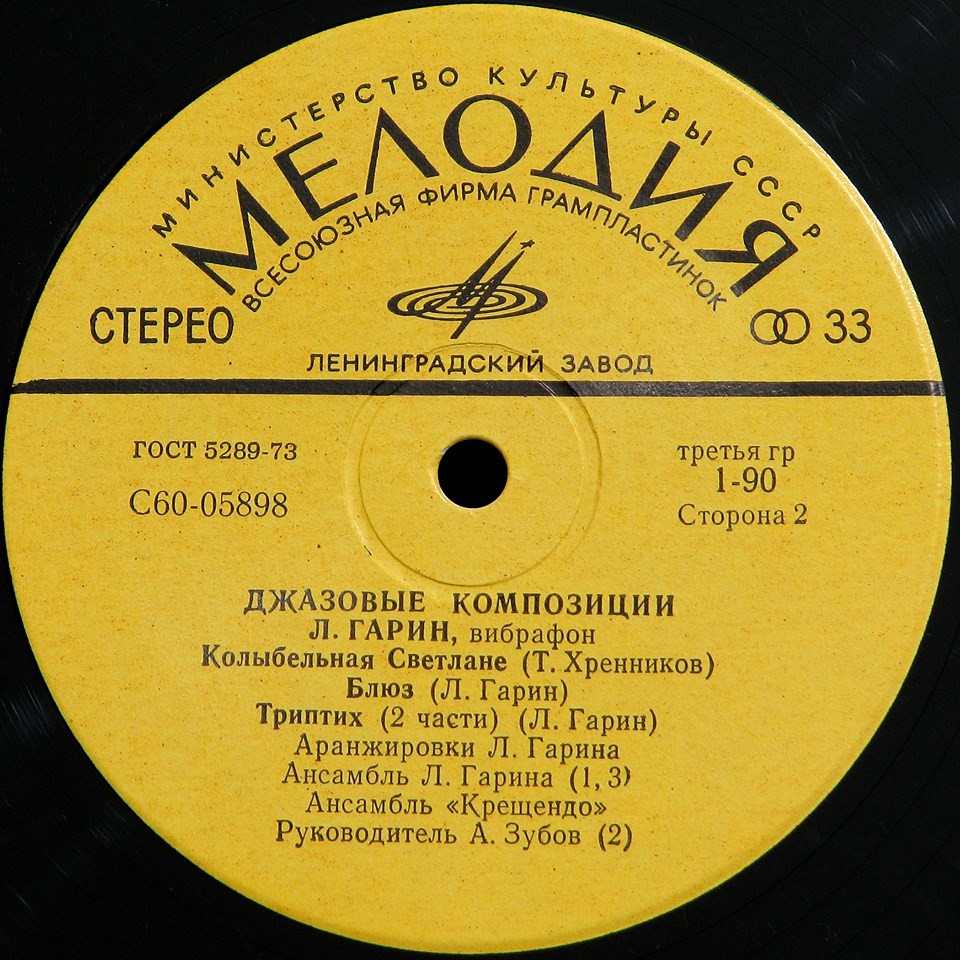 МИНИСТЕРСТВО КУЛЬТУРЫ СССР
МЕЛОДИЯ
ВСЕСОЮЗНАЯ ФИРМА ГРАМПЛАСТИНОК
СТЕРЕО
33
ЛЕНИНГРАДСКИЙ ЗАВОД
ГОСТ 5289-73
С60-05898
третья гр
1-90
Сторона 2
ДЖАЗОВЫЕ КОМПОЗИЦИИ
Л. ГАРИН, вибрафон
Колыбельная Светлане (Т. Хренников)
Блюз (Л. Гарин)
Триптих (2 части) (Л. Гарин)
Аранжировки Л. Гарина
Ансамбль Л. Гарина (1, 3)
Ансамбль «Крещендо»
Руководитель А. Зубов (2)